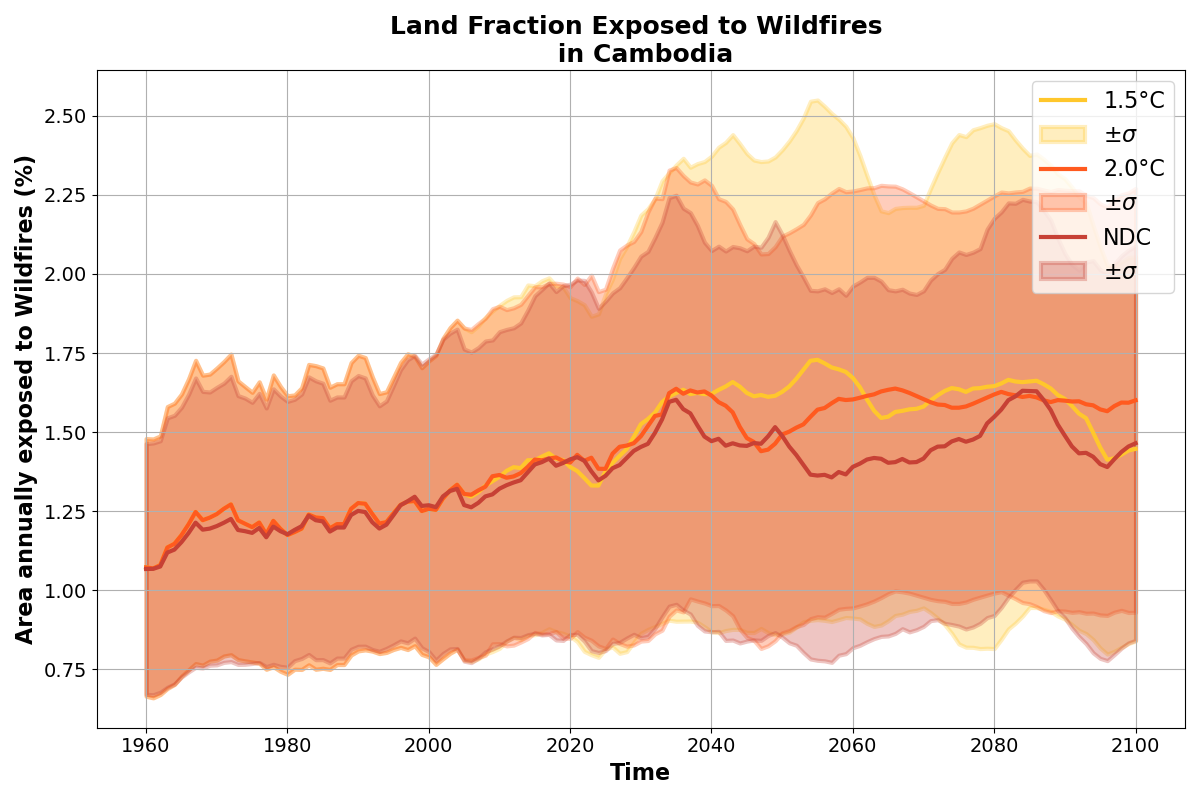 Land Fraction Exposed to Wildfires
in Cambodia
Area annually exposed to Wildfires (%)
2.50
2.25
2.00
1.75
1.50
1.25
1.00
0.75
1960
1980
2000
2020
2040
2060
2080
2100
Time
1.5°C
±σ
2.0°C
±σ
NDC
±σ